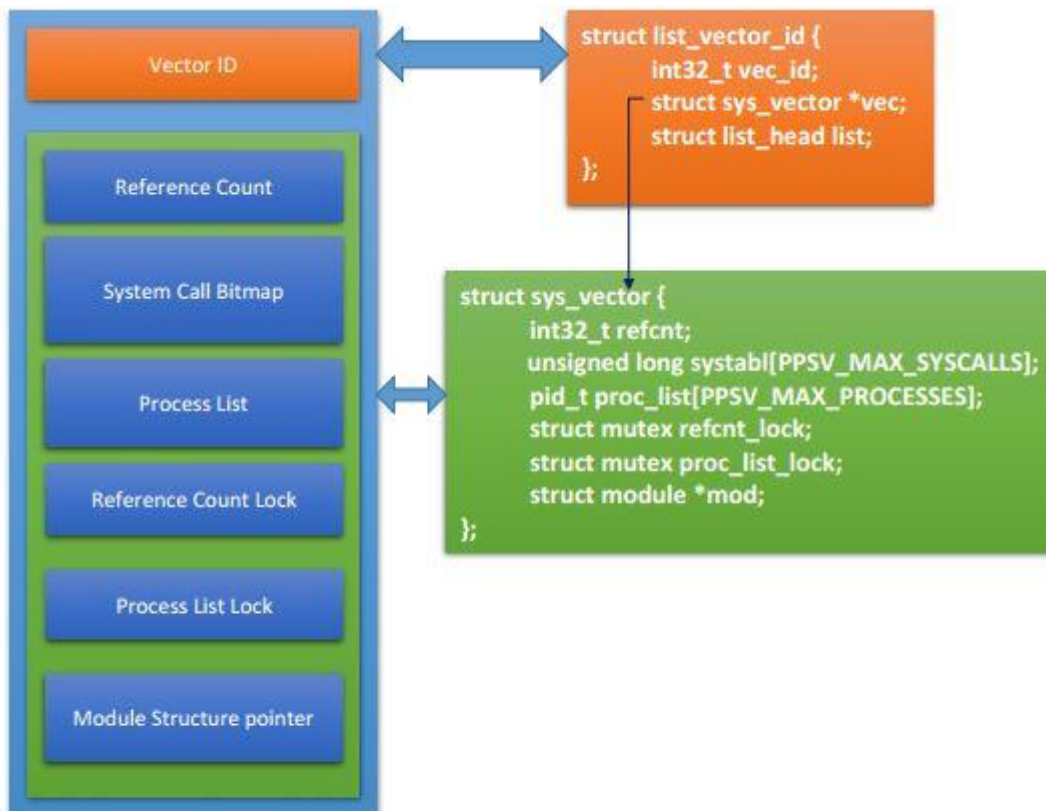 Vector ID
Reference Count
System Call Bitmap
Process List
Reference Count Lock
Process List Lock
Module Structure pointer
struct list_vector_id {
int32_t vec_id;
struct sys_vector *vec;
struct list_head list;
};
struct sys_vector {
int32_t refcnt;
unsigned long systabl[PPSV_MAX_SYSCALLS];
pid_t proc_list[PPSV_MAX_PROCESSES];
struct mutex refcnt_lock;
struct mutex proc_list_lock;
struct module *mod;
};